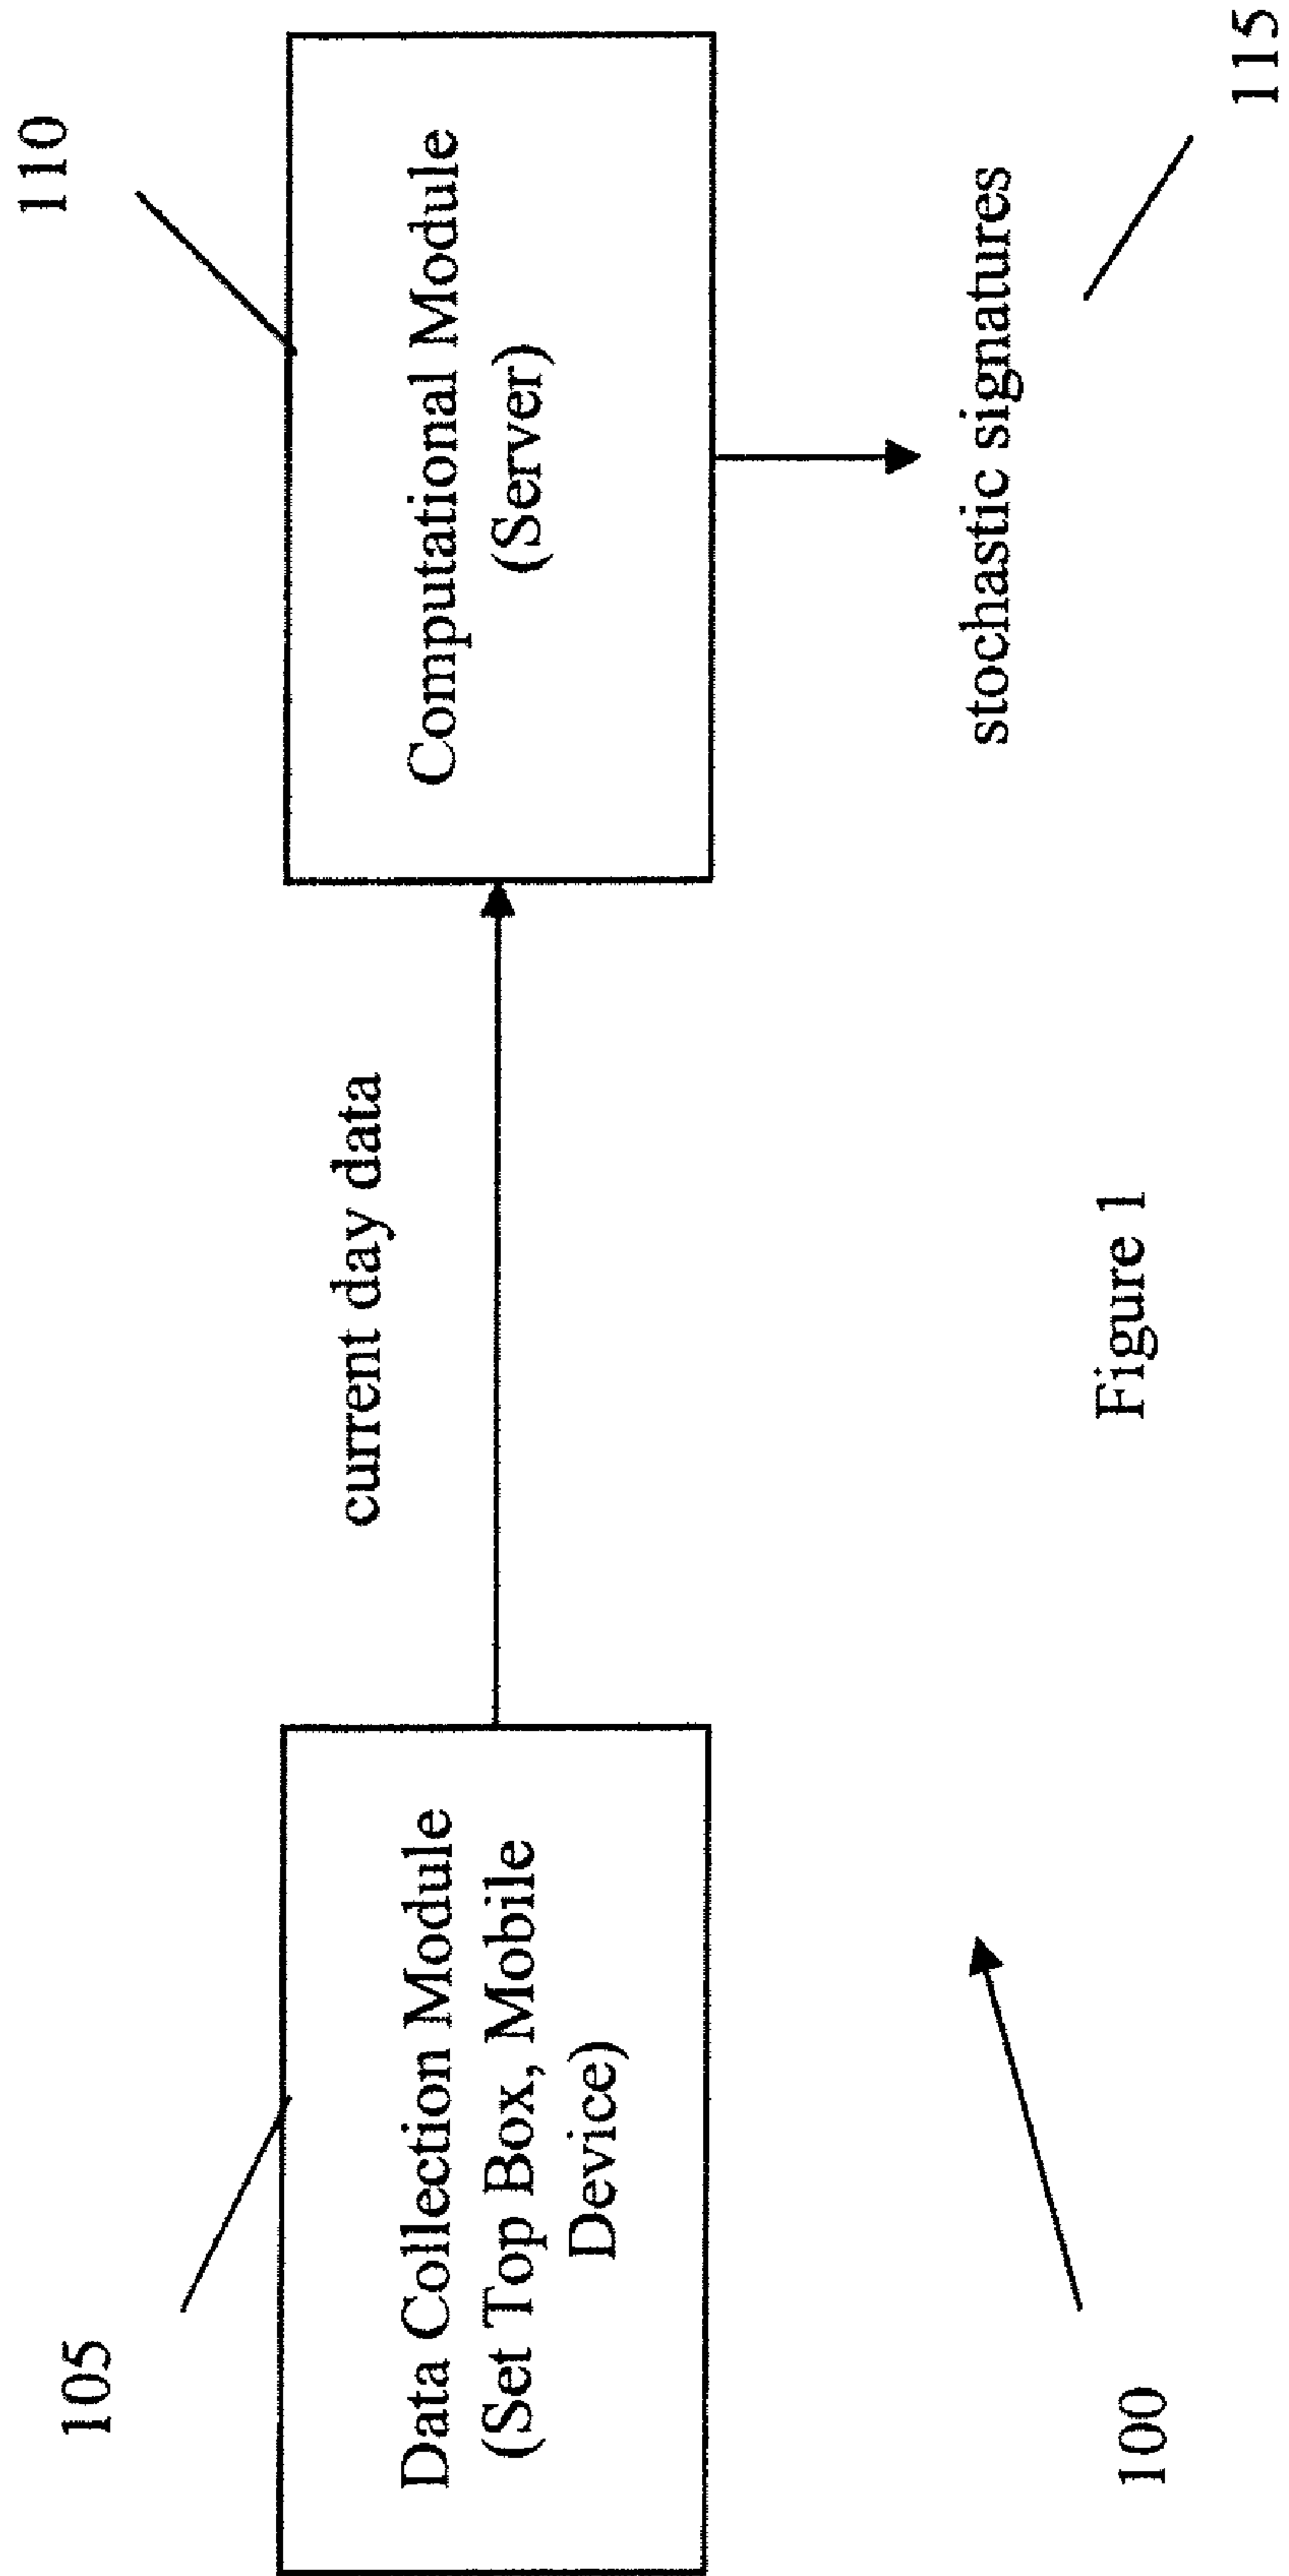 105
Data Collection Module
(Set Top Box, Mobile
Device)
current day data
110
Computational Module
(Server)
stochastic signatures
115
100
Figure 1